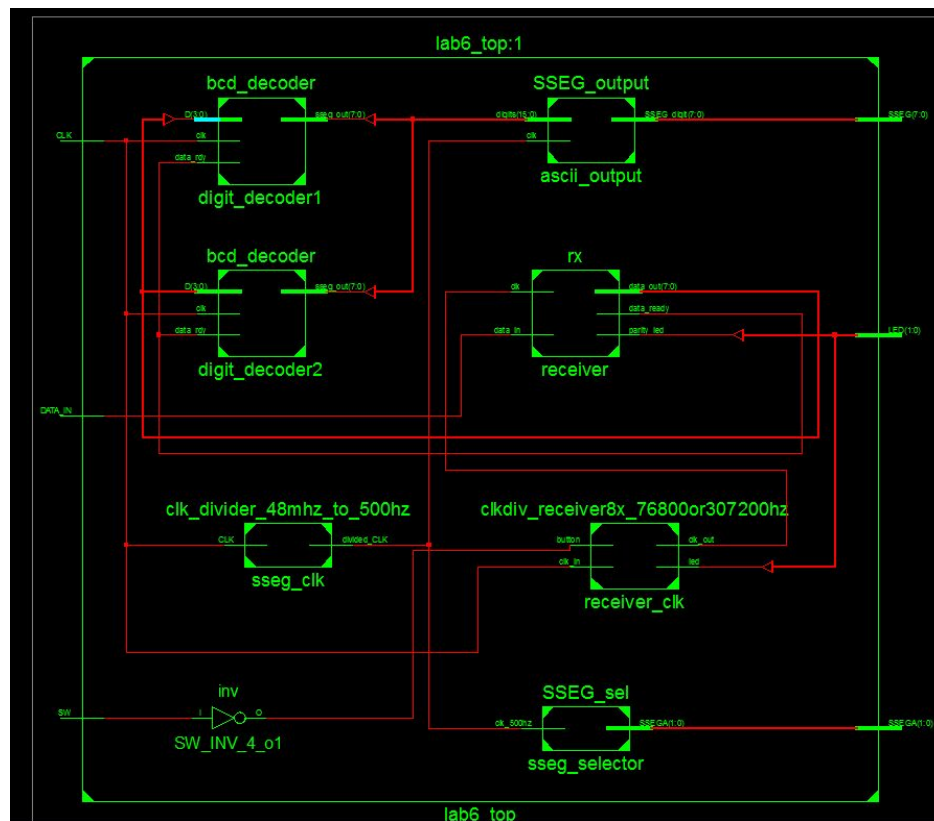 lab6_top:1
bcd_decoder
D(3:0)
sseg_out(7:0)
clk
data_rdy
digit_decoder1
SSEG_output
digits(15:0)
SSEG_digit(7:0)
clk
ascii_output
SSEG(7:0)
CLK
bcd_decoder
D(3:0)
sseg_out(7:0)
clk
data_rdy
digit_decoder2
rx
clk
data_out(7:0)
data_ready
data_in
parity_led
receiver
LED(1:0)
DATA_IN
clk_divider_48mhz_to_500hz
CLK
divided_CLK
sseg_clk
clkdiv_receiver8x_76800or307200hz
button
clk_out
clk_in
led
receiver_clk
inv
SW
I
O
SW_INV_4_o1
SSEG_sel
clk_500hz
SSEGA(1:0)
sseg_selector
SSEGA(1:0)
lab6_top